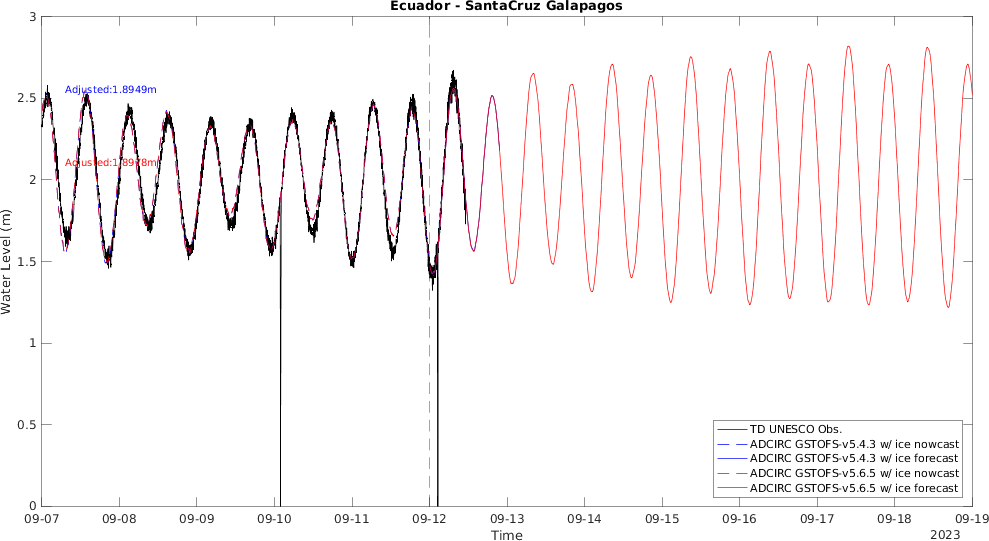 Ecuador - SantaCruz Galapagos
3
2.5
2
1.5
1
0.5
0
Water Level (m)
Adjusted:1.8949m
Adjusted:1.8978m
TD UNESCO Obs.
ADCIRC GSTOFS-v5.4.3 w/ ice nowcast
ADCIRC GSTOFS-v5.4.3 w/ ice forecast
ADCIRC GSTOFS-v5.6.5 w/ ice nowcast
ADCIRC GSTOFS-v5.6.5 w/ ice forecast
09-07 09-08 09-09 09-10 09-11 09-12 09-13 09-14 09-15 09-16 09-17 09-18 09-19
Time
2023